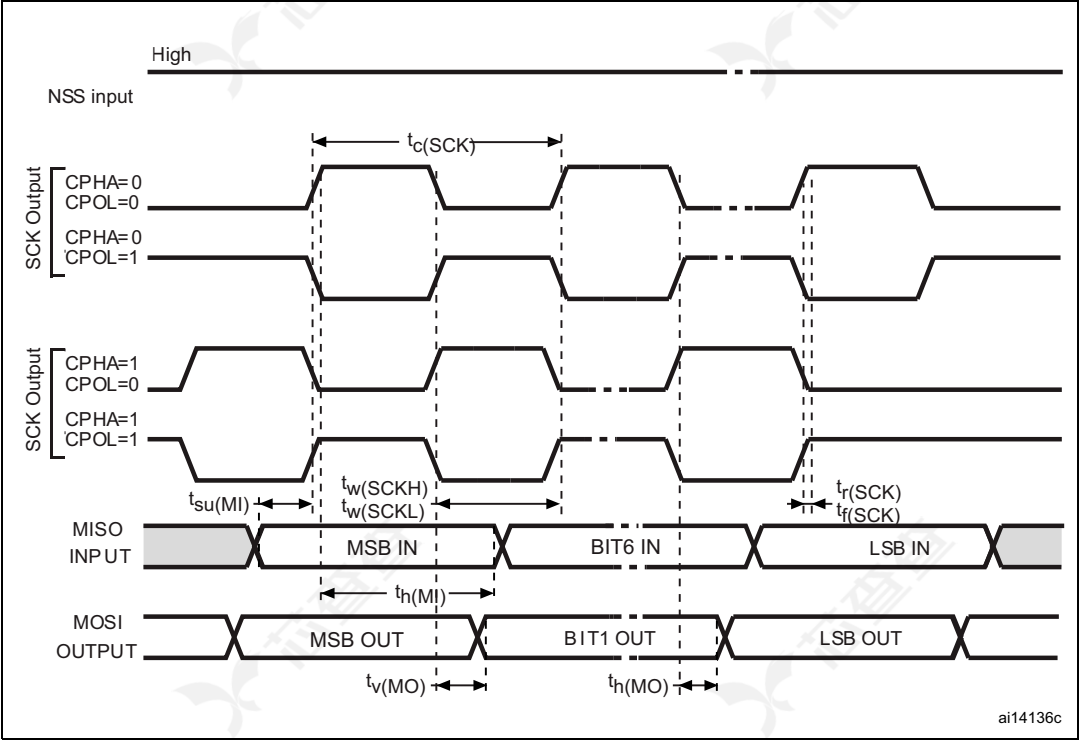 High
NSS input
tc(SCK)
SCK Output
CPHA=0
CPOL=0
CPHA=0
CPOL=1
SCK Output
CPHA=1
CPOL=0
CPHA=1
CPOL=1
tsu(MI)
tw(SCKH)
tw(SCKL)
tr(SCK)
tf(SCK)
MISO
INPUT
MSB IN
BIT6 IN
LSB IN
th(MI)
MOSI
OUTPUT
MSB OUT
BIT1 OUT
LSB OUT
tv(MO)
th(MO)
ai14136c